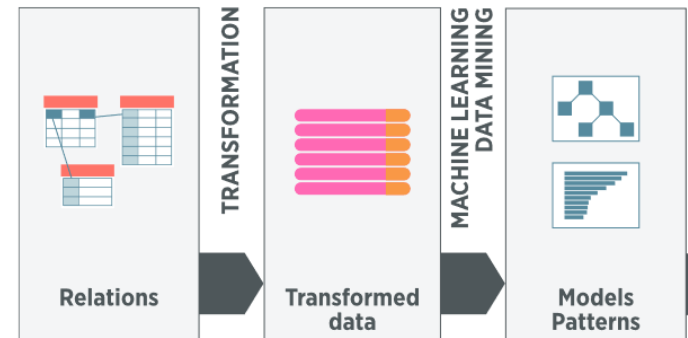 TRANSFORMATION
MACHINE LEARNING
DATA MINING
Relations
Transformed
data
Models
Patterns